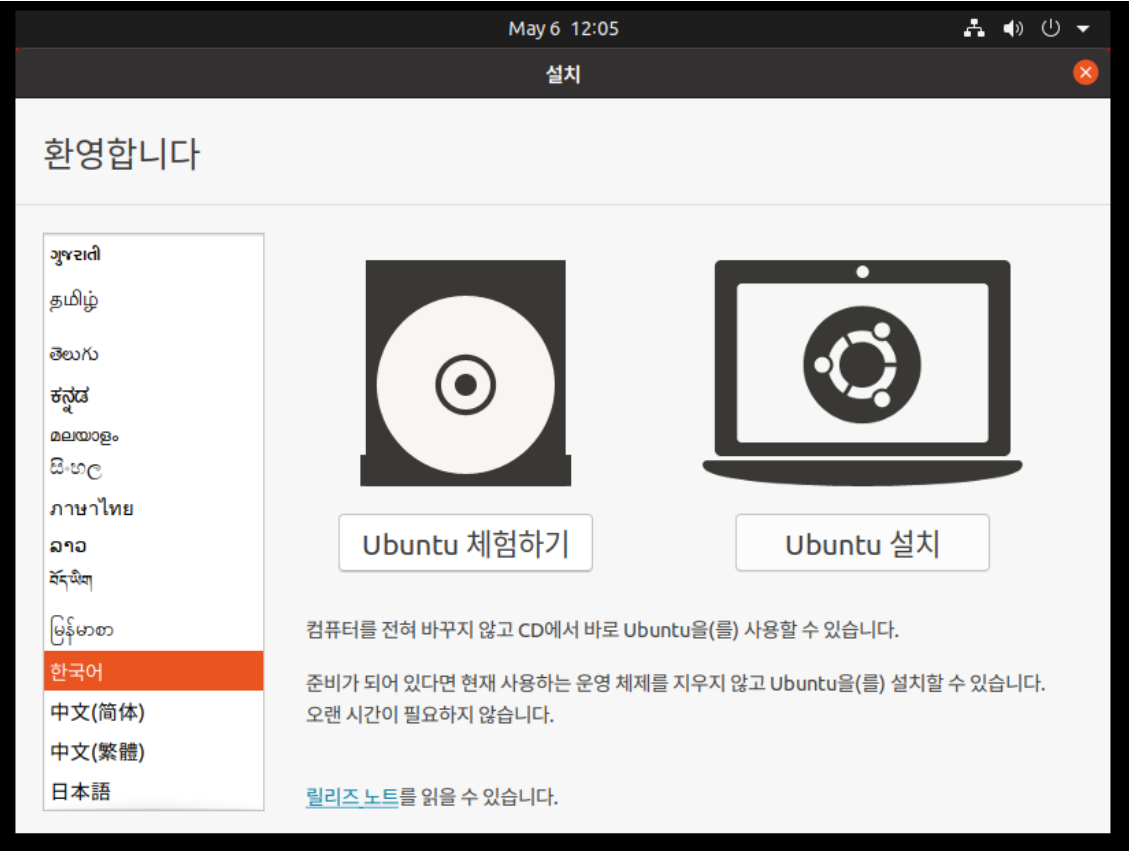 May 6 12:05
설치
환영합니다
ગુજરાતી
தமிழ்
తెలుగు
ಕನ್ನಡ
മലയാളം
සිංහල
ภาษาไทย
ລາວ
བོད་ཡིག
မြန်မာစာ
한국어
中文(简体)
中文(繁體)
日本語
Ubuntu 체험하기
Ubuntu 설치
컴퓨터를 전혀 바꾸지 않고 CD에서 바로 Ubuntu을(를) 사용할 수 있습니다.
준비가 되어 있다면 현재 사용하는 운영 체제를 지우지 않고 Ubuntu을(를) 설치할 수 있습니다.
오랜 시간이 필요하지 않습니다.
릴리즈 노트를 읽을 수 있습니다.